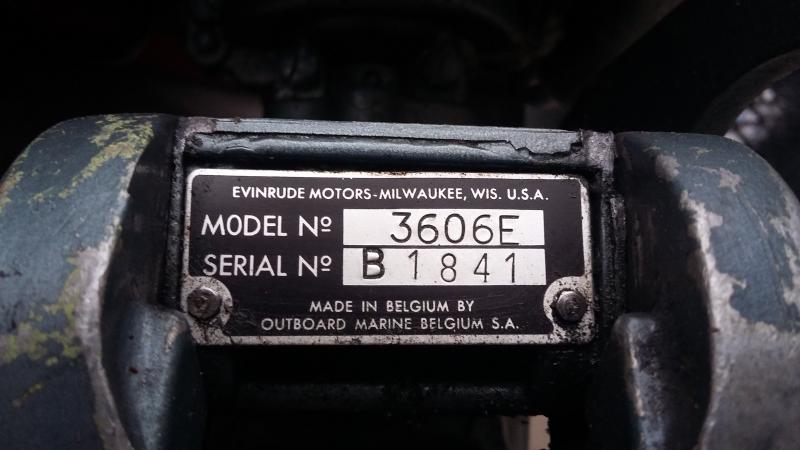 EVINRUDE MOTORS-MILWAUKEE, WIS. U.S.A.
MODEL Nº 3606E
SERIAL Nº B 1841
MADE IN BELGIUM BY
OUTBOARD MARINE BELGIUM S.A.